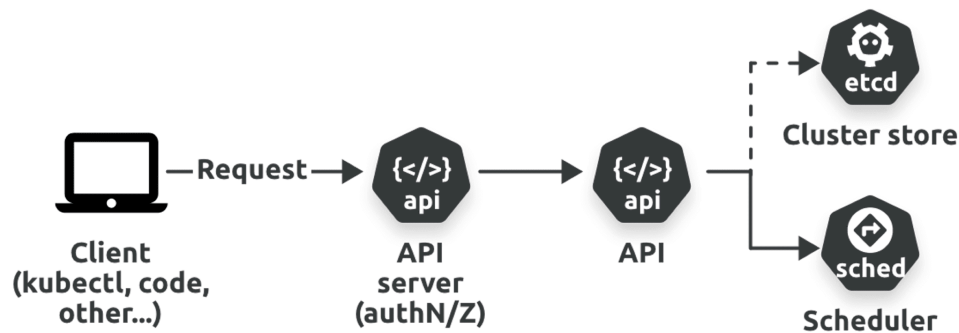 Request
{</>}
api
{</>}
api
etcd
Cluster store
sched
Scheduler
Client
(kubectl, code,
other...)
API
server
(authN/Z)
API